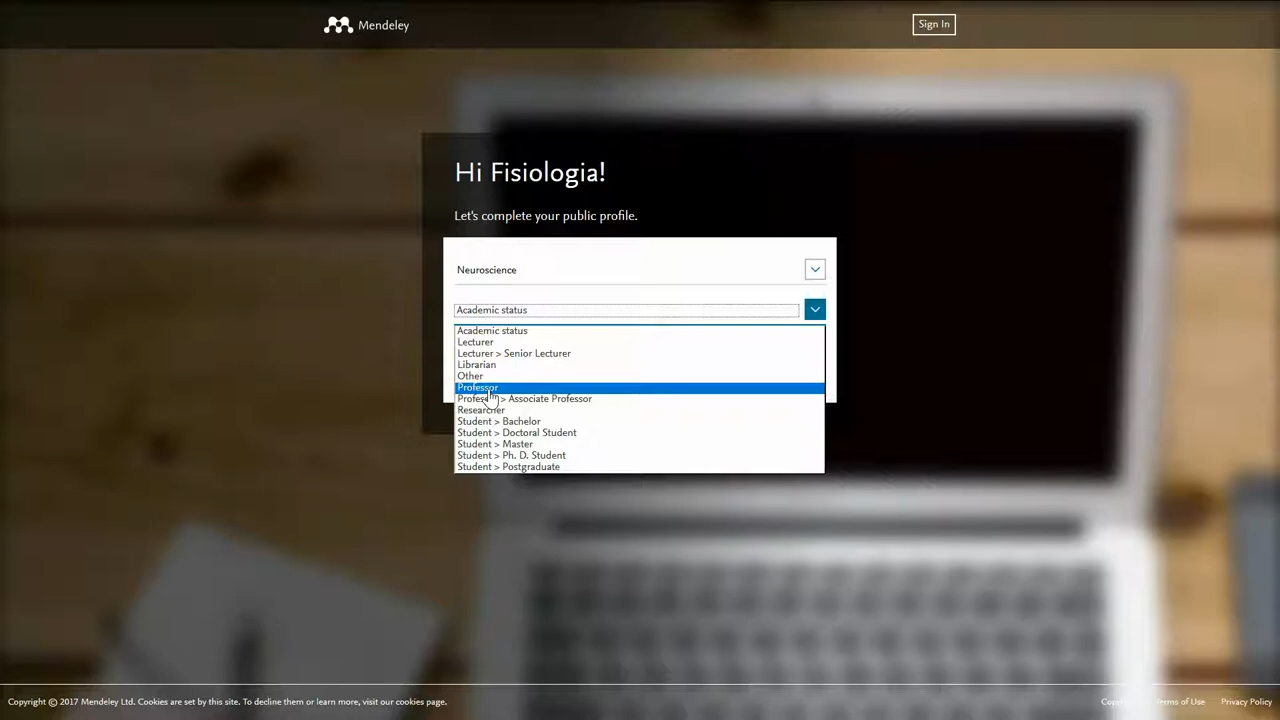 Mendeley
Sign In
Hi Fisiologia!
Let's complete your public profile.
Neuroscience
Academic status
Academic status
Lecturer
Lecturer > Senior Lecturer
Librarian
Other
Professor
Professor > Associate Professor
Researcher
Student > Bachelor
Student > Doctoral Student
Student > Master
Student > Ph. D. Student
Student > Postgraduate
Copyright © 2017 Mendeley Ltd. Cookies are set by this site. To decline them or learn more, visit our cookies page.
Terms of Use
Privacy Policy